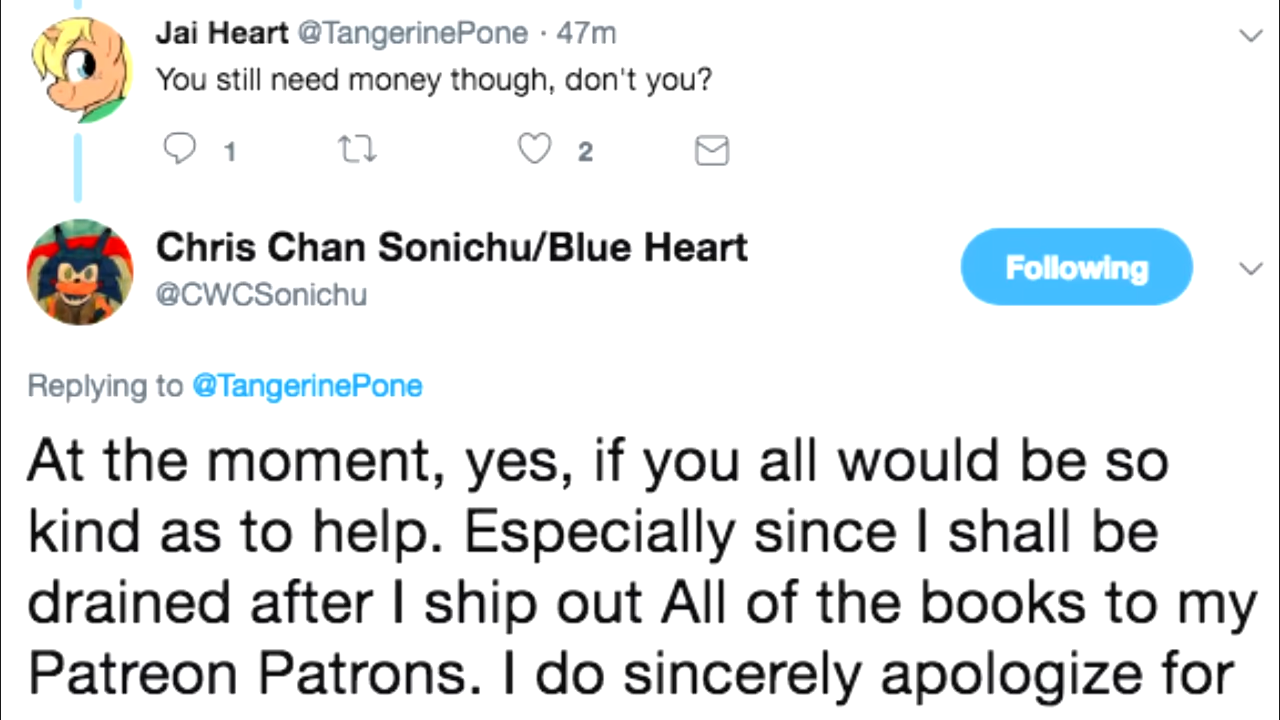 Jai Heart @TangerinePone · 47m
You still need money though, don't you?
1 2
Chris Chan Sonichu/Blue Heart
@CWCSonichu
Following
Replying to @TangerinePone
At the moment, yes, if you all would be so
kind as to help. Especially since I shall be
drained after I ship out All of the books to my
Patreon Patrons. I do sincerely apologize for